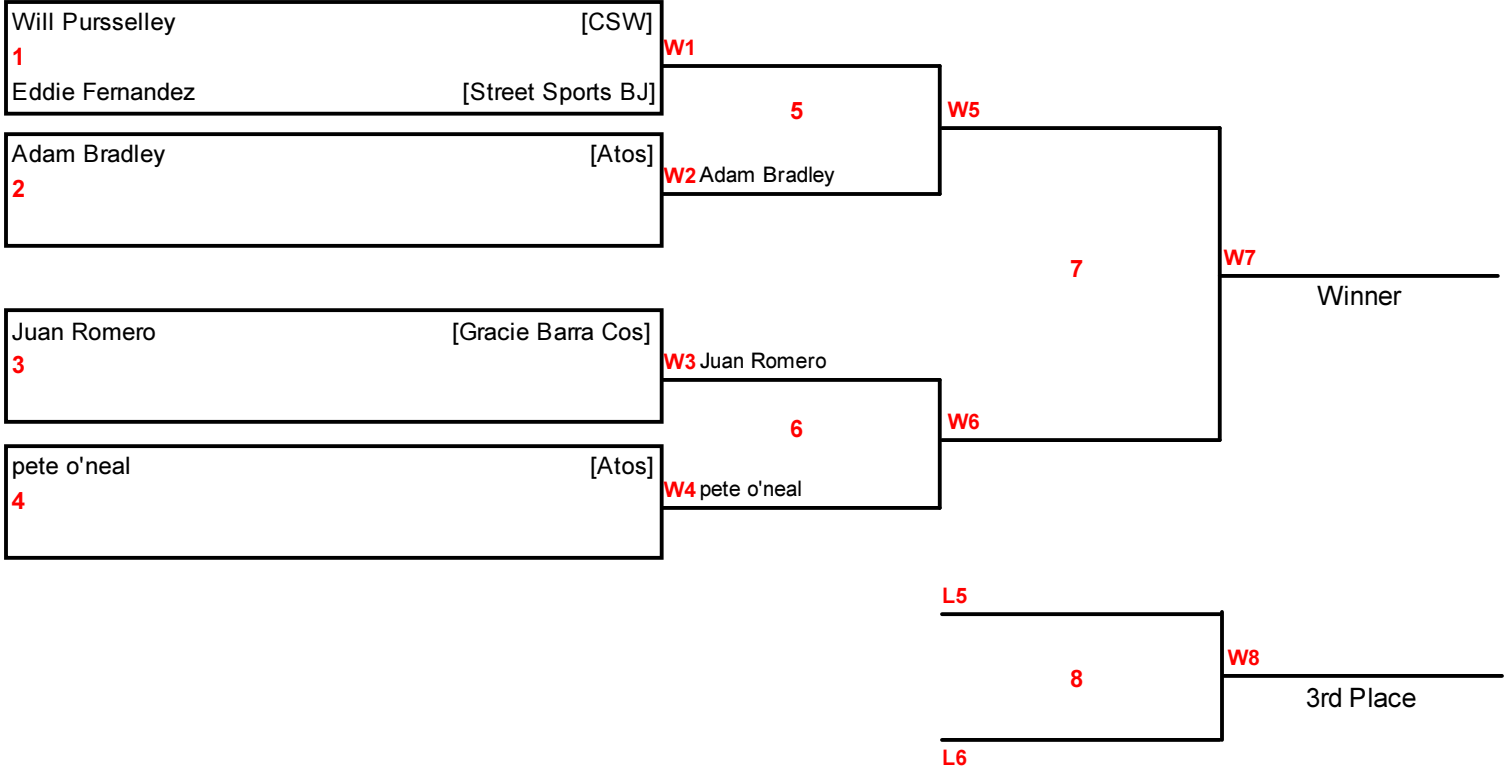 Will Pursselley [CSW]
1
Eddie Fernandez [Street Sports BJ]
W1
5
W5
Adam Bradley [Atos]
2
W2 Adam Bradley
7
W7
Winner
Juan Romero [Gracie Barra Cos]
3
W3 Juan Romero
6
W6
pete o'neal [Atos]
4
W4 pete o'neal
L5
8
W8
3rd Place
L6